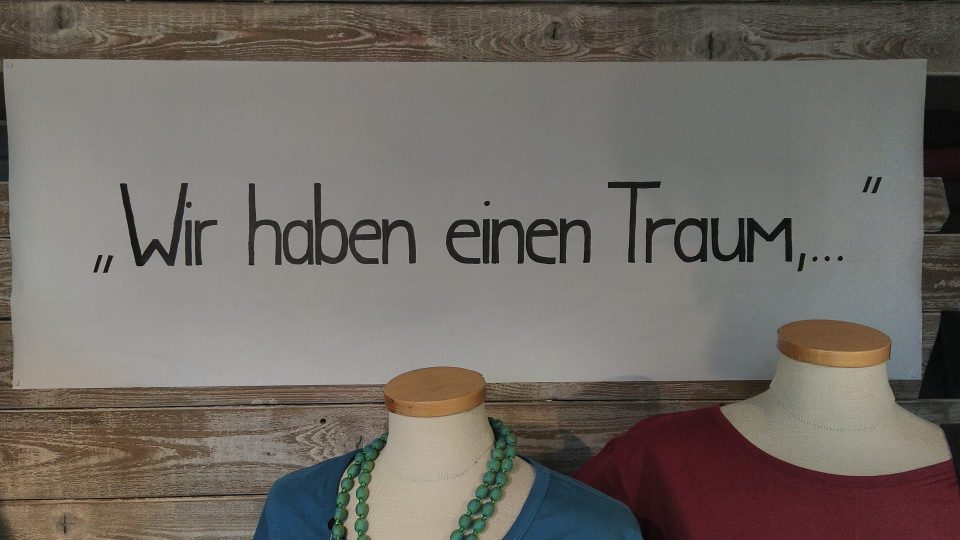 „Wir haben einen Traum,..."